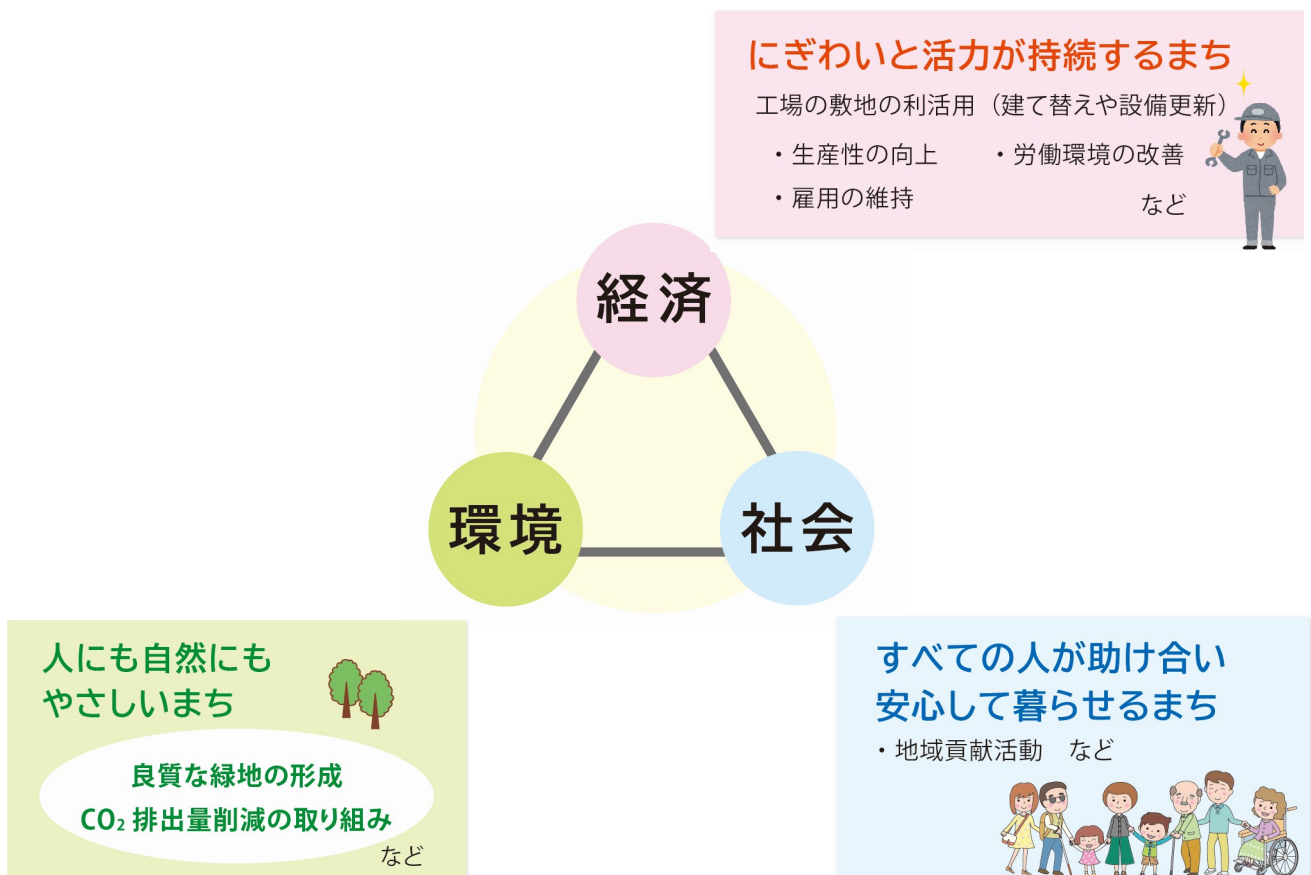 にぎわいと活力が持続するまち
工場の敷地の利活用（建て替えや設備更新）
・生産性の向上　・労働環境の改善
・雇用の維持　など
経済
環境
社会
人にも自然にも
やさしいまち
良質な緑地の形成
CO₂排出量削減の取り組み
など
すべての人が助け合い
安心して暮らせるまち
・地域貢献活動　など